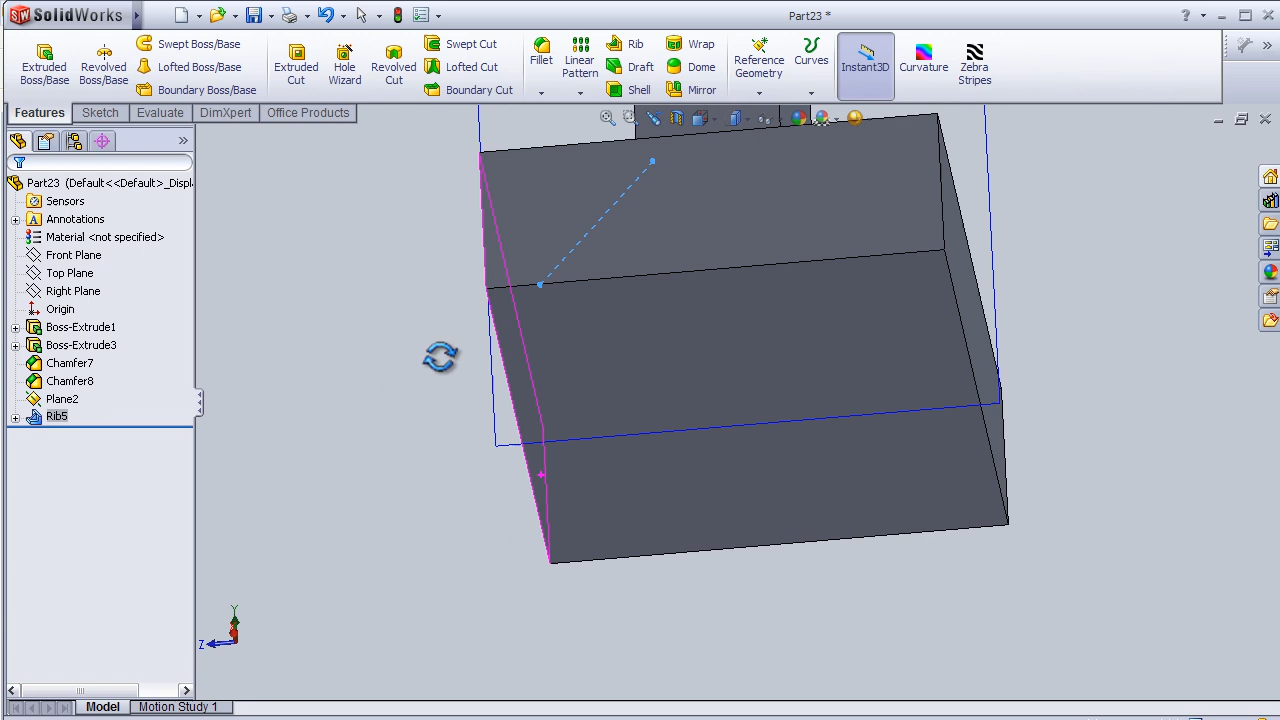 SW SolidWorks
Part23 *
Extruded Boss/Base
Revolved Boss/Base
Swept Boss/Base
Lofted Boss/Base
Boundary Boss/Base
Extruded Cut
Hole Wizard
Revolved Cut
Swept Cut
Lofted Cut
Boundary Cut
Fillet
Linear Pattern
Rib
Draft
Shell
Wrap
Dome
Mirror
Reference Geometry
Curves
Instant3D
Curvature
Zebra Stripes
Features
Sketch
Evaluate
DimXpert
Office Products
Part23 (Default<<Default>_Displ
Sensors
A Annotations
Material <not specified>
Front Plane
Top Plane
Right Plane
Origin
Boss-Extrude1
Boss-Extrude3
Chamfer7
Chamfer8
Plane2
Rib5
Y
Z
Model
Motion Study 1